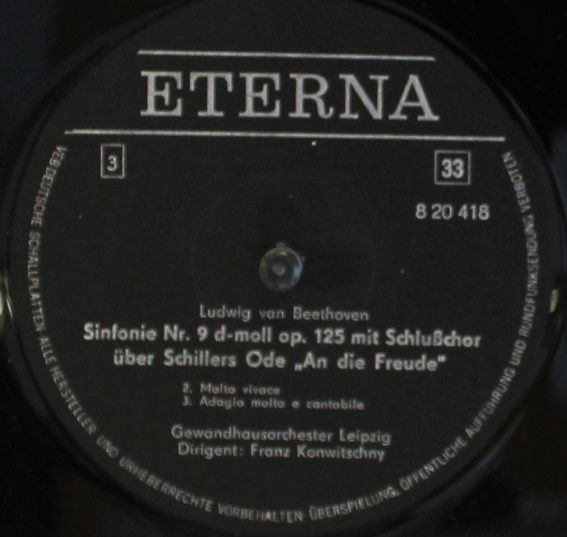 ETERNA
3
33
8 20 418
Ludwig van Beethoven
Sinfonie Nr. 9 d-moll op. 125 mit Schlußchor
über Schillers Ode „An die Freude"
2. Molto vivace
3. Adagio molto e cantabile
Gewandhausorchester Leipzig
Dirigent: Franz Konwitschny
VEB DEUTSCHE SCHALLPLATTEN. ALLE HERSTELLER- UND URHEBERRECHTE VORBEHALTEN. ÜBERSPIELUNG, ÖFFENTLICHE AUFFÜHRUNG UND RUNDFUNKSENDUNG VERBOTEN